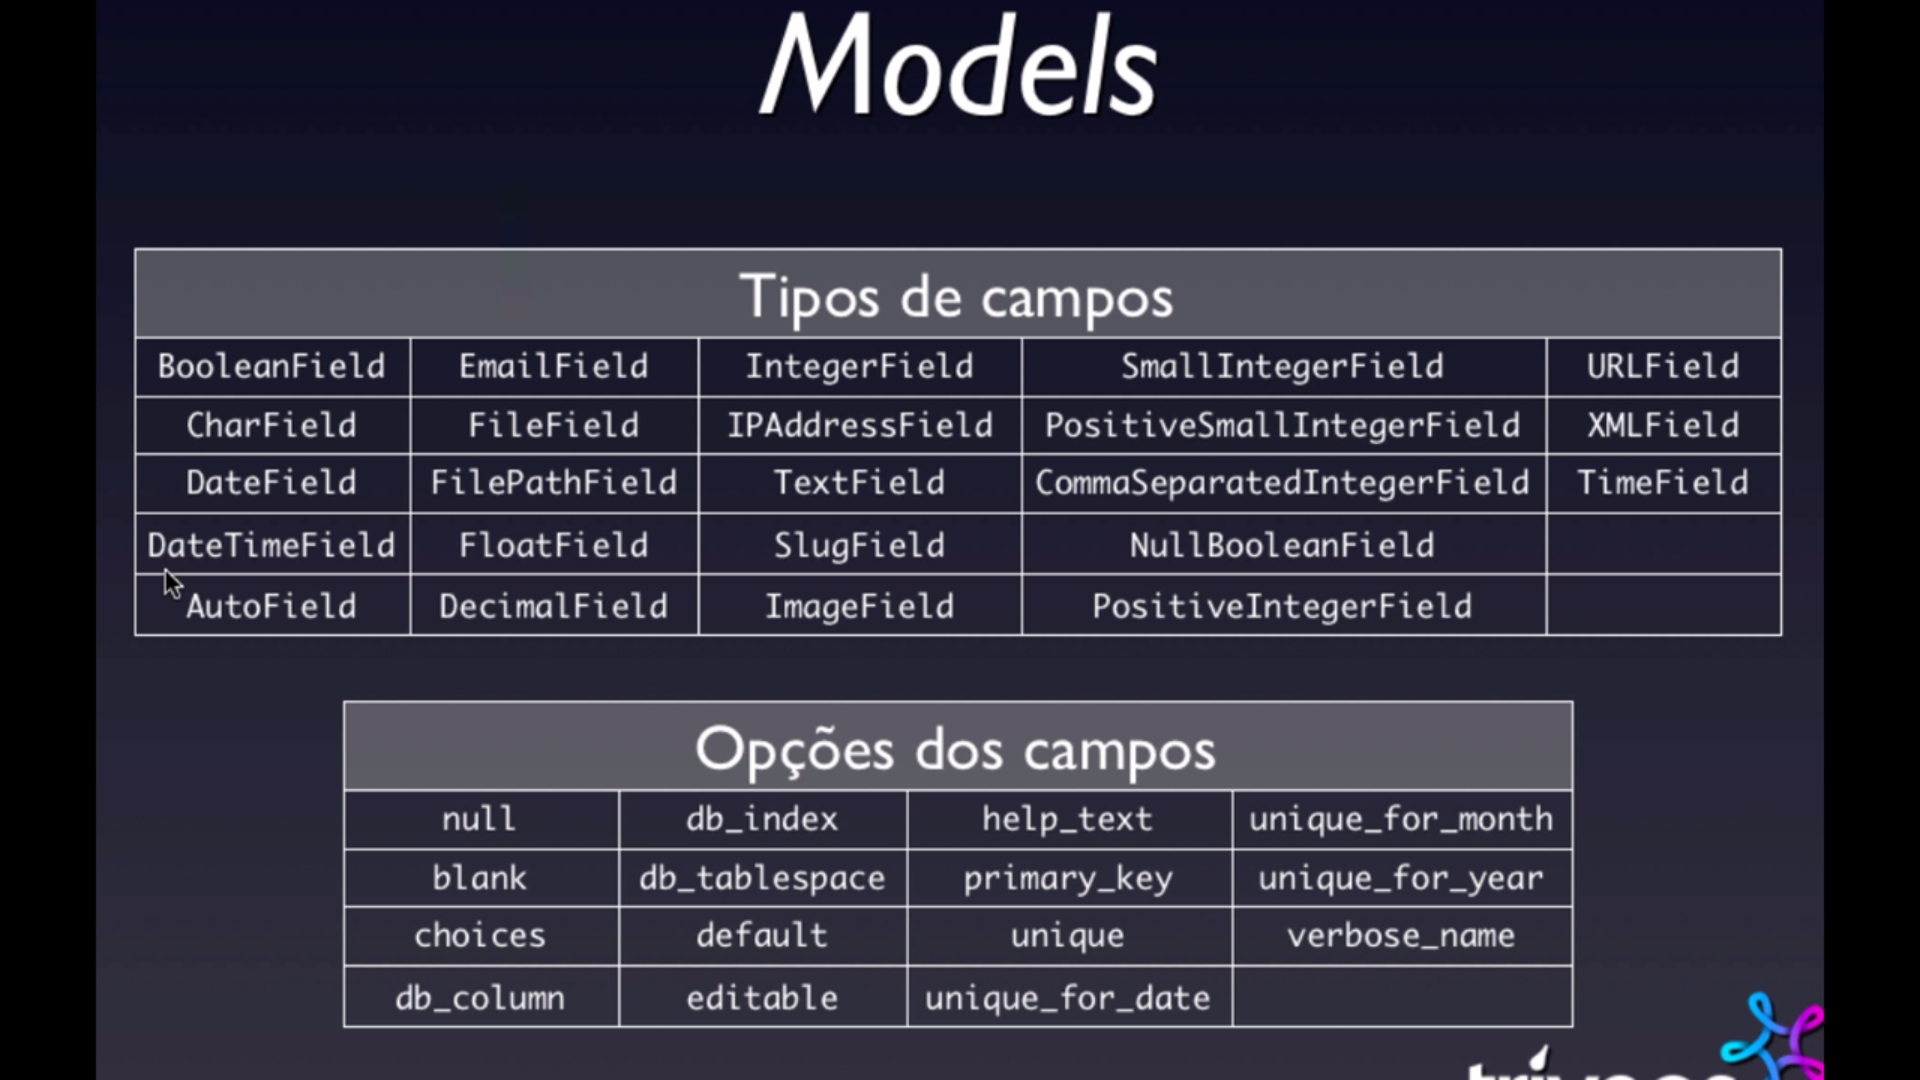 Models
Tipos de campos
BooleanField EmailField IntegerField SmallIntegerField URLField
CharField FileField IPAddressField PositiveSmallIntegerField XMLField
DateField FilePathField TextField CommaSeparatedIntegerField TimeField
DateTimeField FloatField SlugField NullBooleanField
AutoField DecimalField ImageField PositiveIntegerField
Opções dos campos
null db_index help_text unique_for_month
blank db_tablespace primary_key unique_for_year
choices default unique verbose_name
db_column editable unique_for_date